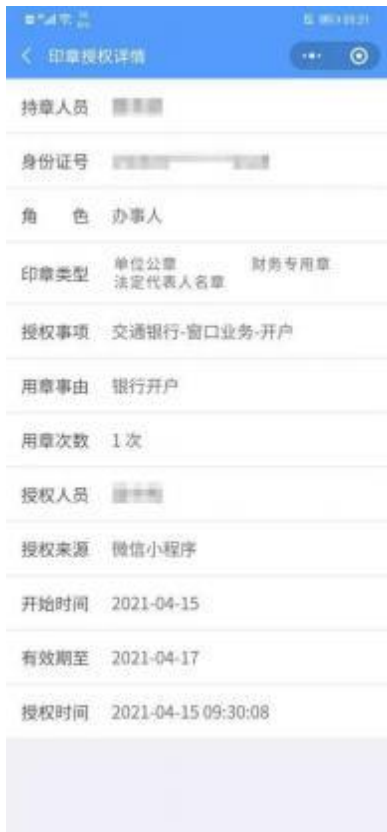 印章授权详情
持章人员
身份证号
角 色 办事人
印章类型 单位公章 财务专用章
法定代表人名章
授权事项 交通银行-窗口业务-开户
用章事由 银行开户
用章次数 1 次
授权人员
授权来源 微信小程序
开始时间 2021-04-15
有效期至 2021-04-17
授权时间 2021-04-15 09:30:08